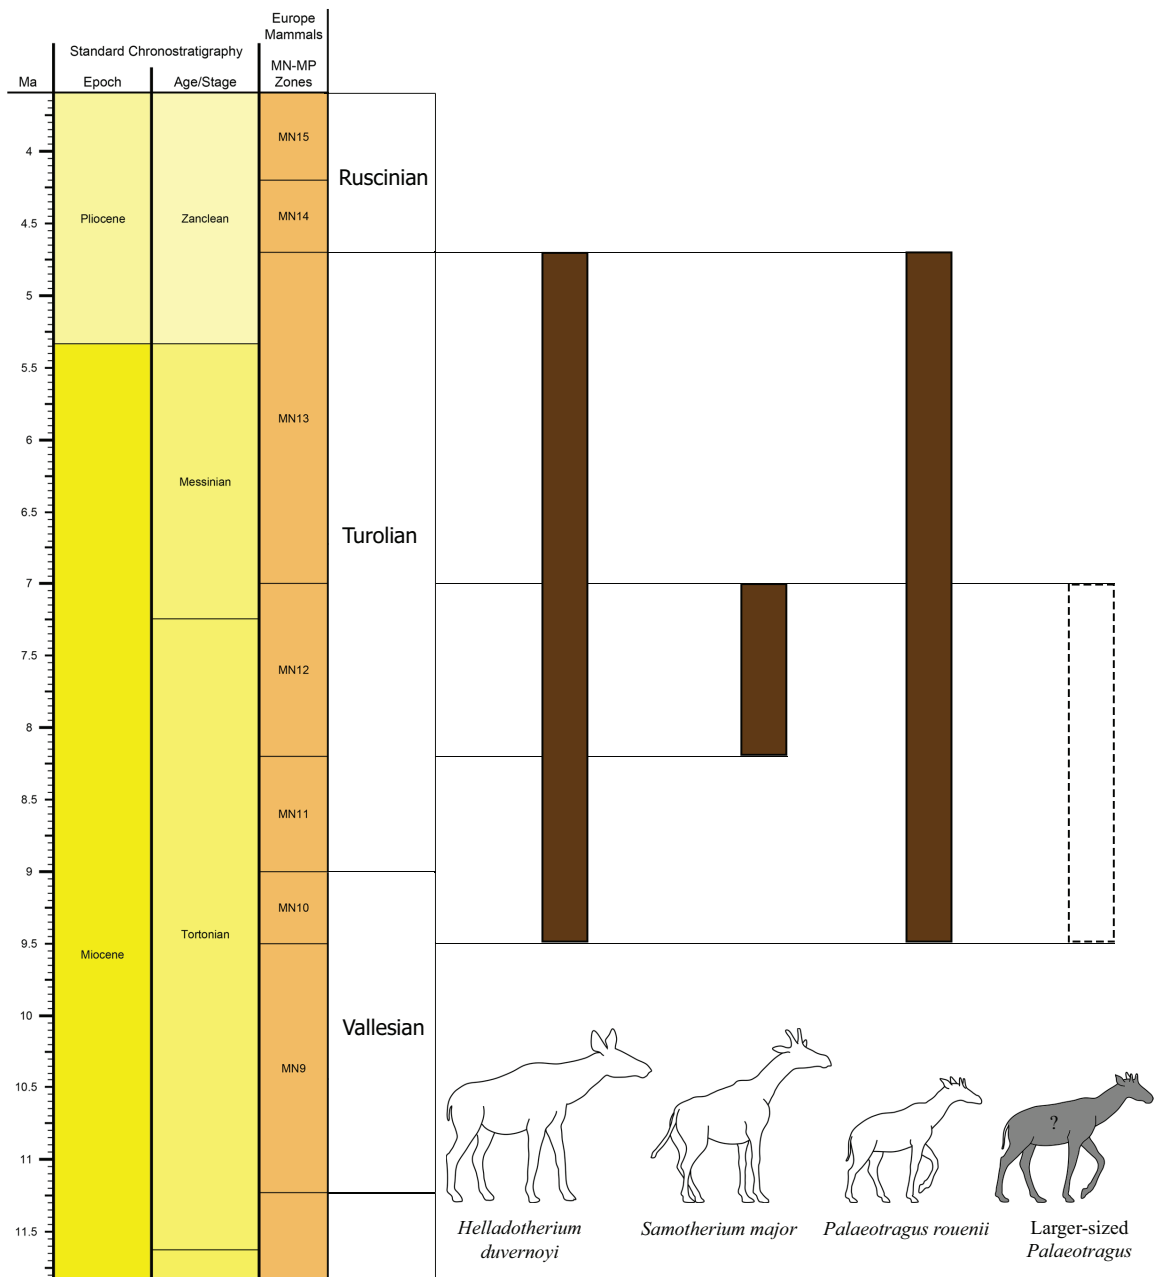 Europe
Mammals
Standard Chronostratigraphy
MN-MP
Zones
Ma
Epoch
Age/Stage
4
4.5
5
5.5
6
6.5
7
7.5
8
8.5
9
9.5
10
10.5
11
11.5
Pliocene
Miocene
Zanclean
Messinian
Tortonian
MN15
MN14
MN13
MN12
MN11
MN10
MN9
Ruscinian
Turolian
Vallesian
?
Helladotherium
duvernoyi
Samotherium major
Palaeotragus rouenii
Larger-sized
Palaeotragus